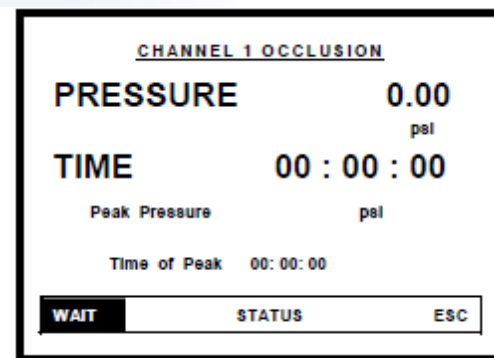 CHANNEL 1 OCCLUSION
PRESSURE 0.00
psi
TIME 00 : 00 : 00
Peak Pressure psi
Time of Peak 00: 00: 00
WAIT STATUS ESC